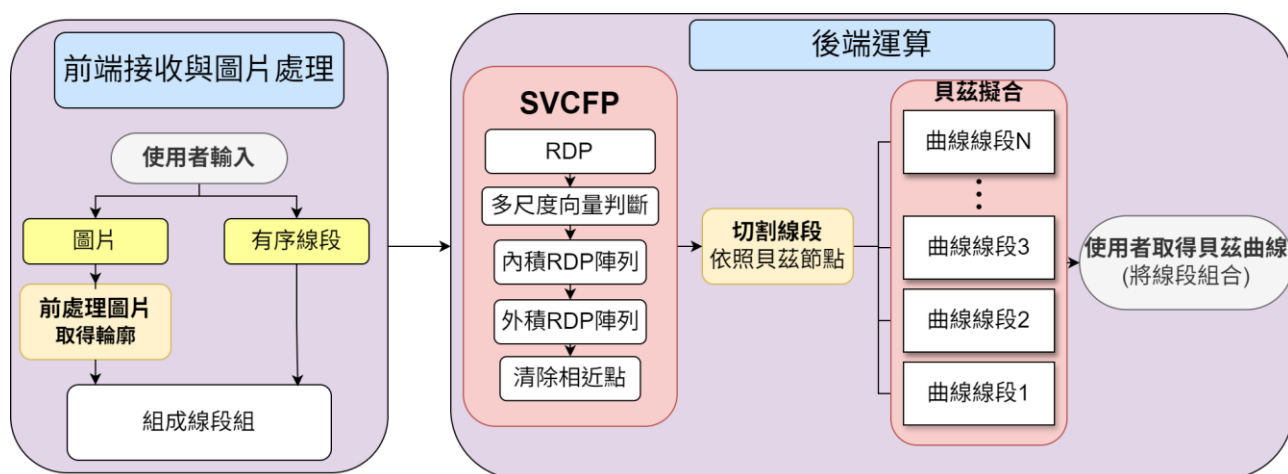 前端接收與圖片處理
使用者輸入
圖片
有序線段
前處理圖片
取得輪廓
組成線段組
後端運算
SVCFP
RDP
多尺度向量判斷
內積RDP陣列
外積RDP陣列
清除相近點
切割線段
依照貝茲節點
貝茲擬合
曲線線段N
曲線線段3
曲線線段2
曲線線段1
使用者取得貝茲曲線
(將線段組合)